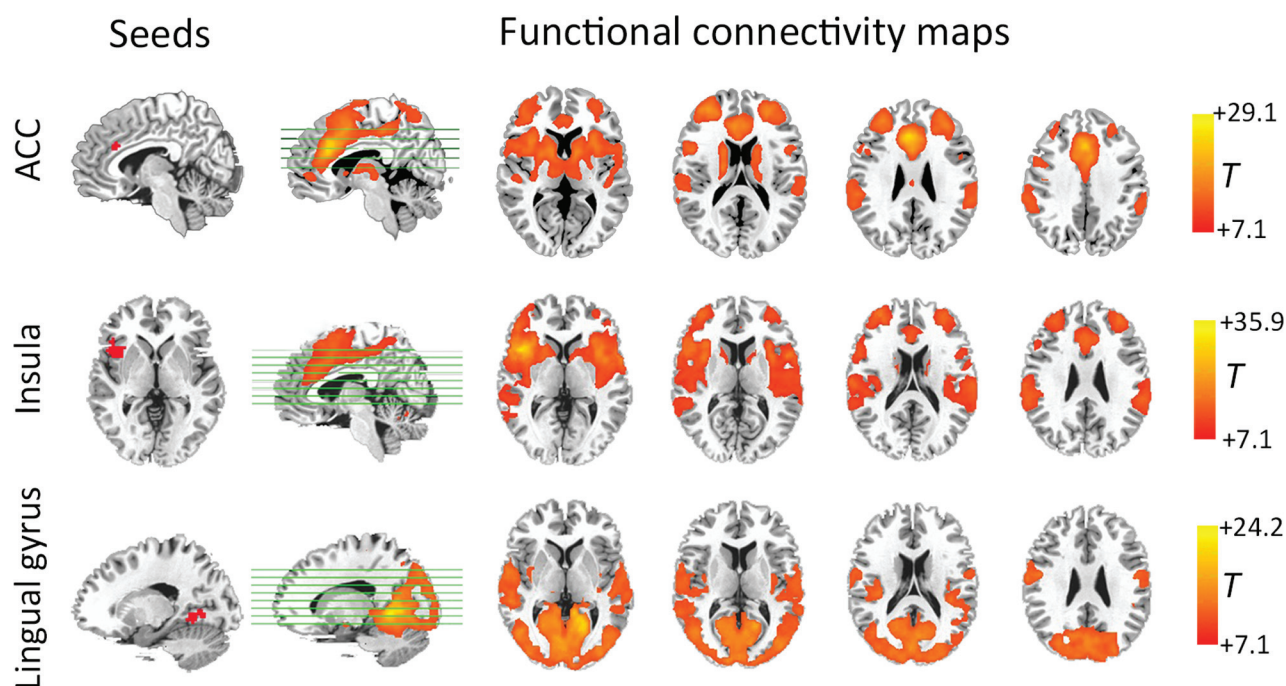 Seeds
Functional connectivity maps
ACC
+29.1
T
+7.1
Insula
+35.9
T
+7.1
Lingual gyrus
+24.2
T
+7.1